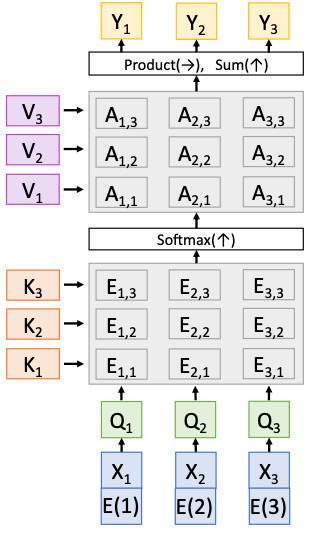 Y1 Y2 Y3
Product(→), Sum(↑)
V3 A1,3 A2,3 A3,3
V2 A1,2 A2,2 A3,2
V1 A1,1 A2,1 A3,1
Softmax(↑)
K3 E1,3 E2,3 E3,3
K2 E1,2 E2,2 E3,2
K1 E1,1 E2,1 E3,1
Q1 Q2 Q3
X1 X2 X3
E(1) E(2) E(3)